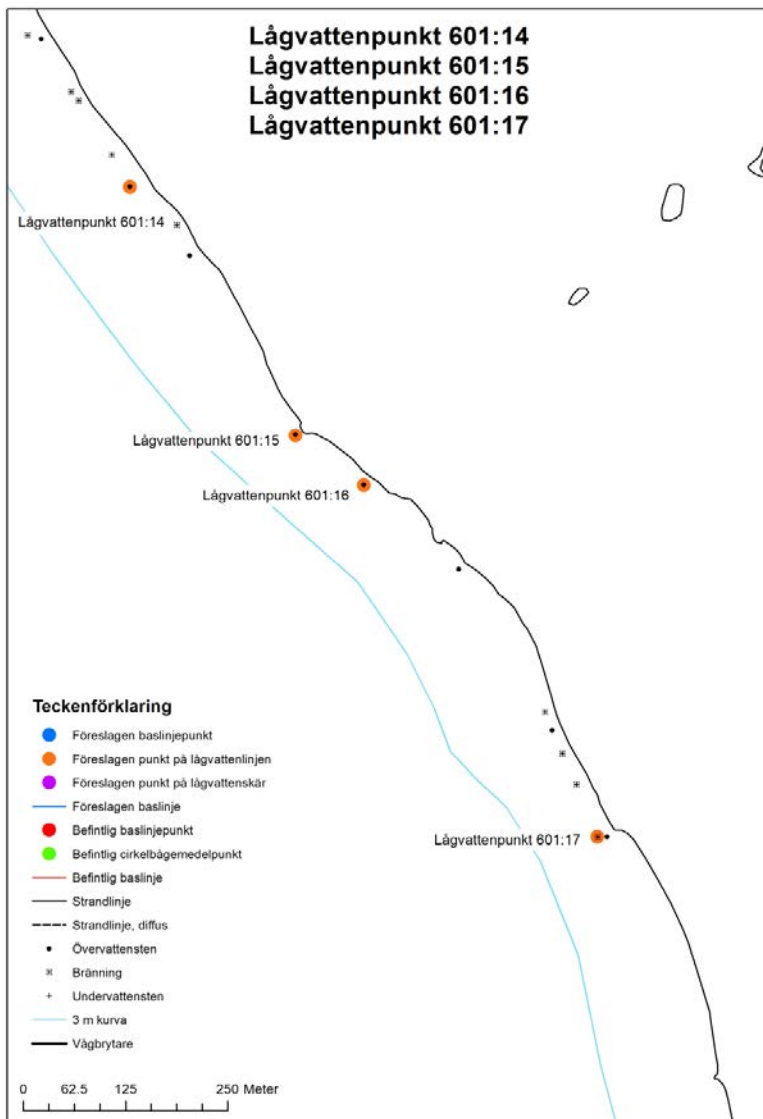 Lågvattenpunkt 601:14
Lågvattenpunkt 601:15
Lågvattenpunkt 601:16
Lågvattenpunkt 601:17
Lågvattenpunkt 601:14
Lågvattenpunkt 601:15
Lågvattenpunkt 601:16
Lågvattenpunkt 601:17
Teckenförklaring
Föreslagen baslinjepunkt
Föreslagen punkt på lågvattenlinjen
Föreslagen punkt på lågvattenskär
Föreslagen baslinje
Befintlig baslinjepunkt
Befintlig cirkelbågemedelpunkt
Befintlig baslinje
Strandlinje
Strandlinje, diffus
Övervattensten
Bränning
Undervattensten
3 m kurva
Vågbrytare
0 62.5 125 250 Meter